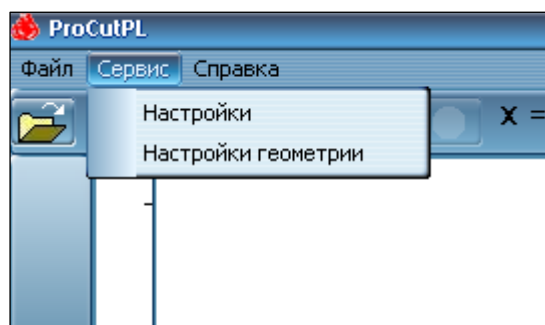 ProCutPL
Файл Сервис Справка
Настройки
X =
Настройки геометрии